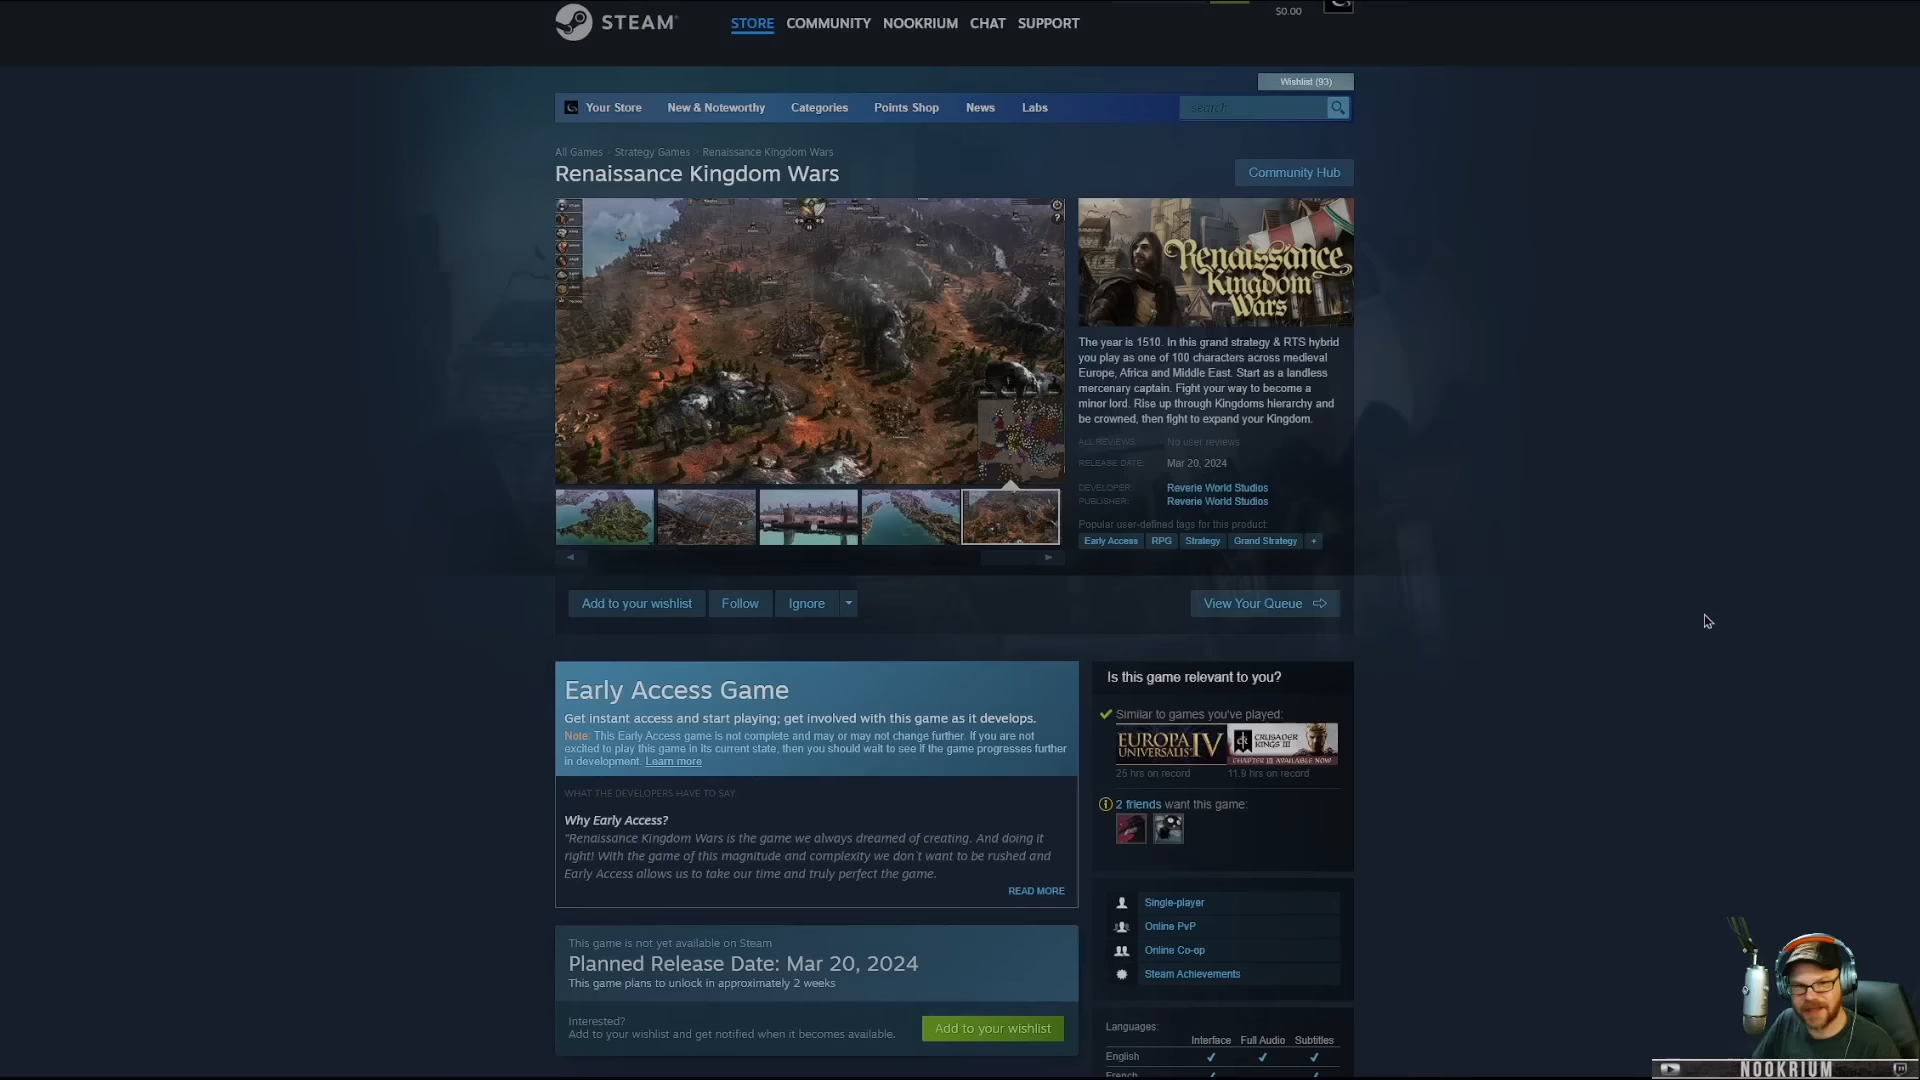 STEAM
STORE COMMUNITY NOOKRIUM CHAT SUPPORT
$0.00
Wishlist (93)
Your Store New & Noteworthy Categories Points Shop News Labs
search
All Games > Strategy Games > Renaissance Kingdom Wars
Renaissance Kingdom Wars
Community Hub
Renaissance
Kingdom
Wars
The year is 1510. In this grand strategy & RTS hybrid
you play as one of 100 characters across medieval
Europe, Africa and Middle East. Start as a landless
mercenary captain. Fight your way to become a
minor lord. Rise up through Kingdoms hierarchy and
be crowned, then fight to expand your Kingdom.
ALL REVIEWS: No user reviews
RELEASE DATE: Mar 20, 2024
DEVELOPER: Reverie World Studios
PUBLISHER: Reverie World Studios
Popular user-defined tags for this product:
Early Access RPG Strategy Grand Strategy +
Add to your wishlist Follow Ignore
View Your Queue
Early Access Game
Get instant access and start playing; get involved with this game as it develops.
Note: This Early Access game is not complete and may or may not change further. If you are not
excited to play this game in its current state, then you should wait to see if the game progresses further
in development. Learn more
WHAT THE DEVELOPERS HAVE TO SAY:
Why Early Access?
"Renaissance Kingdom Wars is the game we always dreamed of creating. And doing it
right! With the game of this magnitude and complexity we don`t want to be rushed and
Early Access allows us to take our time and truly perfect the game.
READ MORE
This game is not yet available on Steam
Planned Release Date: Mar 20, 2024
This game plans to unlock in approximately 2 weeks
Interested?
Add to your wishlist and get notified when it becomes available.
Add to your wishlist
Is this game relevant to you?
Similar to games you've played:
EUROPA
UNIVERSALIS IV
CRUSADER
KINGS III
CHAPTER III AVAILABLE NOW
25 hrs on record 11.9 hrs on record
2 friends want this game:
Single-player
Online PvP
Online Co-op
Steam Achievements
Languages:
Interface Full Audio Subtitles
English
French
NOOKRIUM